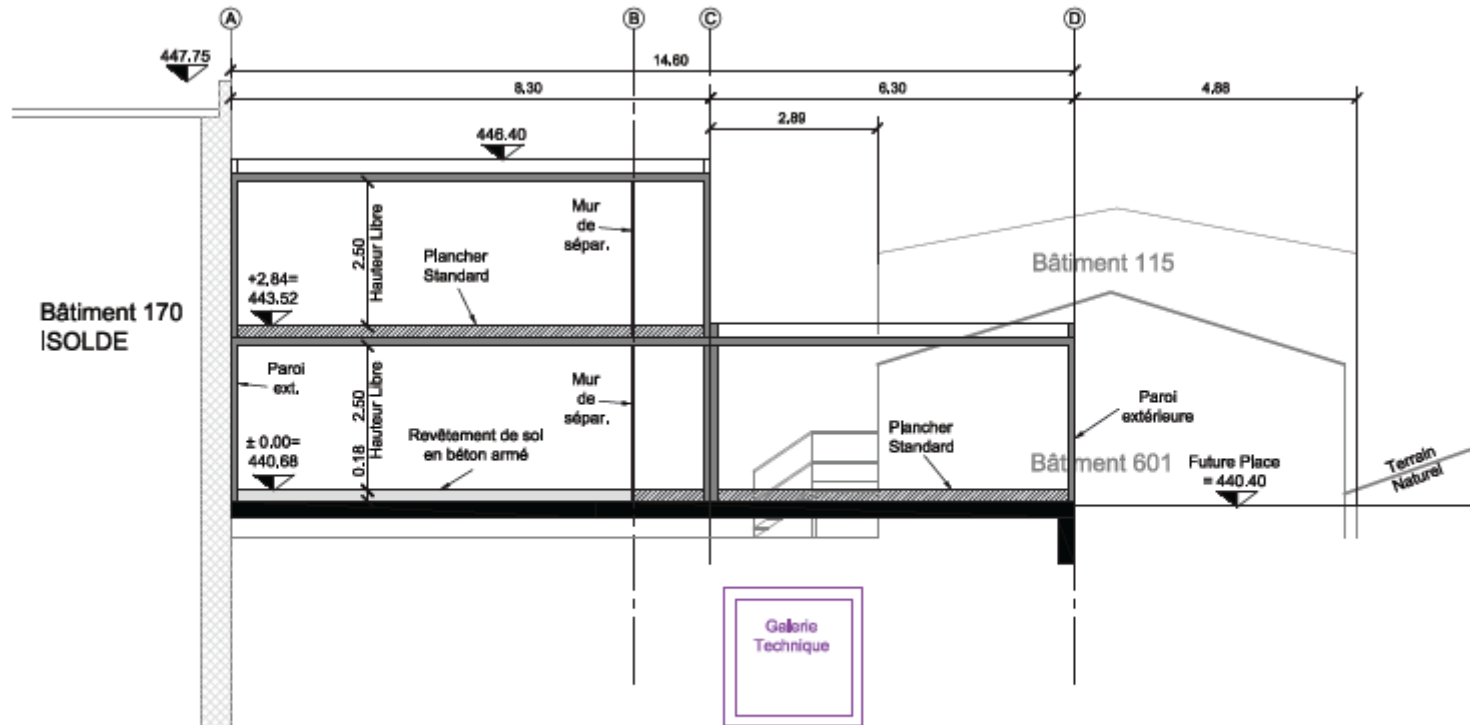 A
B
C
D
447.75
14.60
8.30
6.30
4.88
2.89
446.40
Mur
de
sépar.
2.50
Hauteur Libre
Plancher
Standard
+2.84=
443.52
Bâtiment 115
Bâtiment 170
ISOLDE
Paroi
ext.
2.50
Hauteur Libre
0.18
Mur
de
sépar.
Revêtement de sol
en béton armé
± 0.00=
440.68
Plancher
Standard
Paroi
extérieure
Bâtiment 601
Future Place
= 440.40
Terrain
Naturel
Galerie
Technique